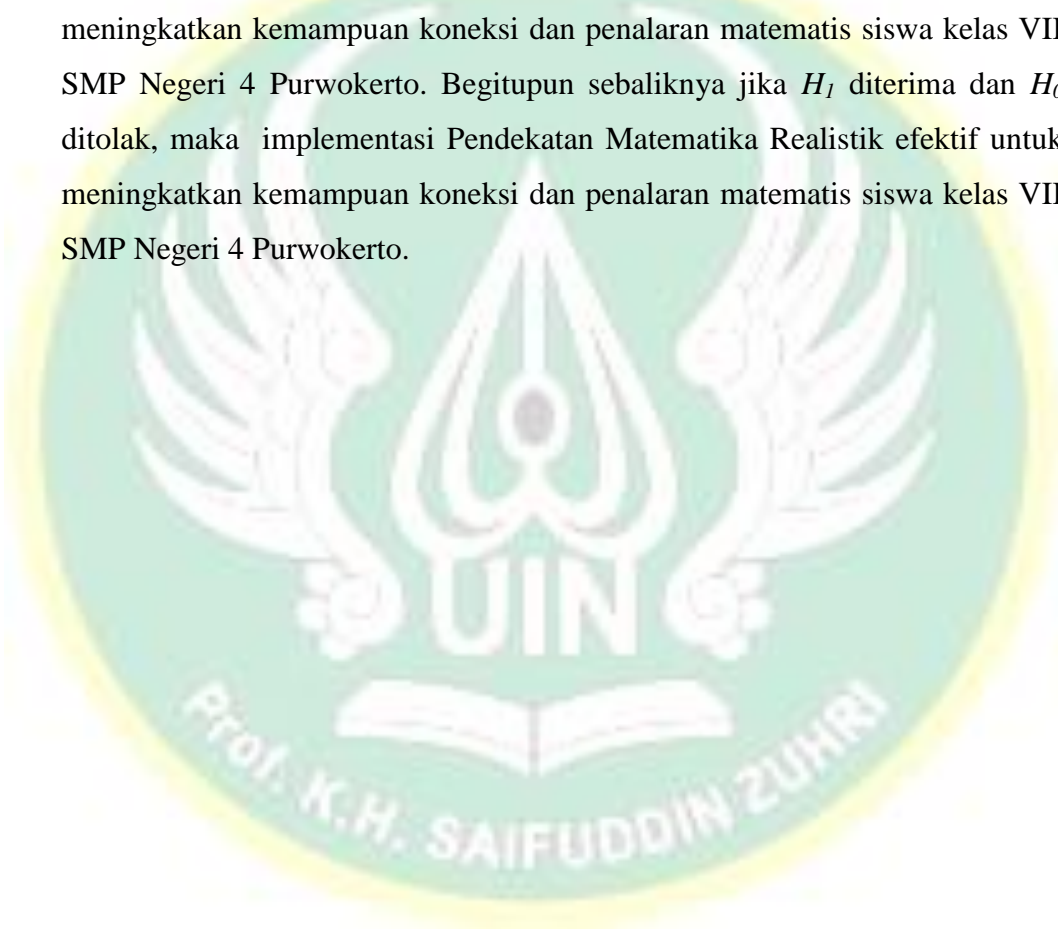 meningkatkan kemampuan koneksi dan penalaran matematis siswa kelas VII
SMP Negeri 4 Purwokerto. Begitupun sebaliknya jika H1 diterima dan H0
ditolak, maka implementasi Pendekatan Matematika Realistik efektif untuk
meningkatkan kemampuan koneksi dan penalaran matematis siswa kelas VII
SMP Negeri 4 Purwokerto.
UIN
Prof. K.H. SAIFUDDIN ZUHRI